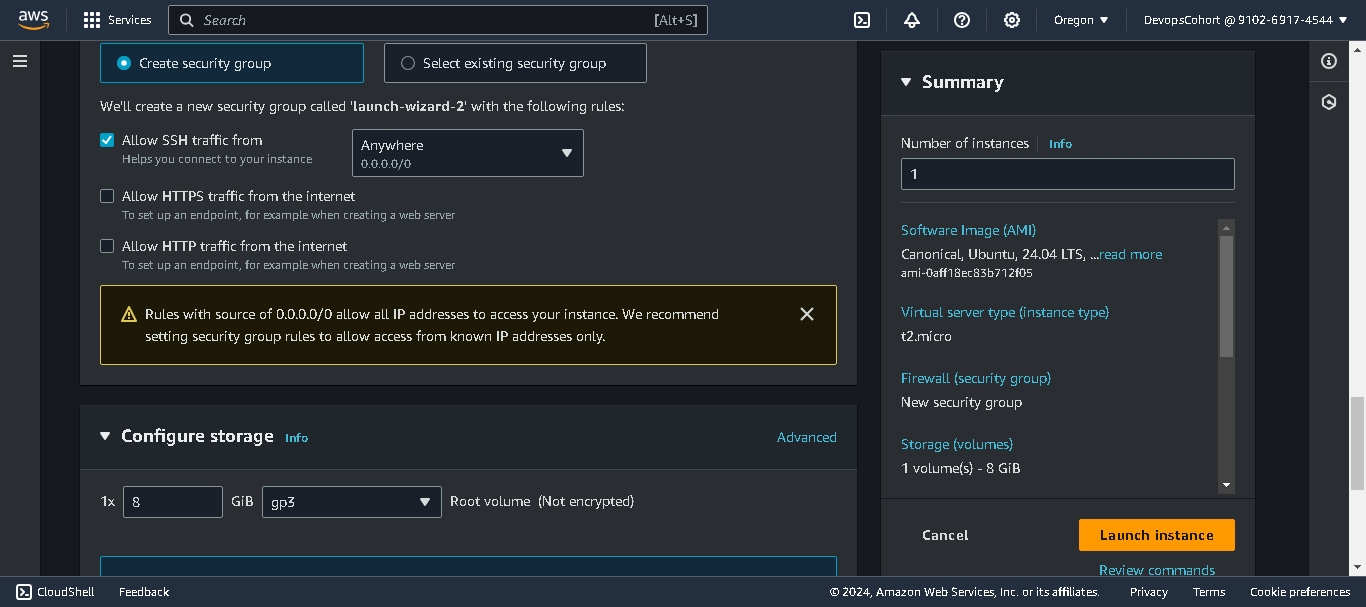 aws
Services
Search
[Alt+S]
Oregon
DevopsCohort @ 9102-6917-4544
Create security group
Select existing security group
We'll create a new security group called 'launch-wizard-2' with the following rules:
Allow SSH traffic from
Helps you connect to your instance
Anywhere
0.0.0.0/0
Allow HTTPS traffic from the internet
To set up an endpoint, for example when creating a web server
Allow HTTP traffic from the internet
To set up an endpoint, for example when creating a web server
Rules with source of 0.0.0.0/0 allow all IP addresses to access your instance. We recommend
setting security group rules to allow access from known IP addresses only.
Configure storage Info
Advanced
1x 8 GiB gp3 Root volume (Not encrypted)
Summary
Number of instances Info
1
Software Image (AMI)
Canonical, Ubuntu, 24.04 LTS, ...read more
ami-0aff18ec83b712f05
Virtual server type (instance type)
t2.micro
Firewall (security group)
New security group
Storage (volumes)
1 volume(s) - 8 GiB
Cancel
Launch instance
Review commands
CloudShell
Feedback
© 2024, Amazon Web Services, Inc. or its affiliates.
Privacy
Terms
Cookie preferences